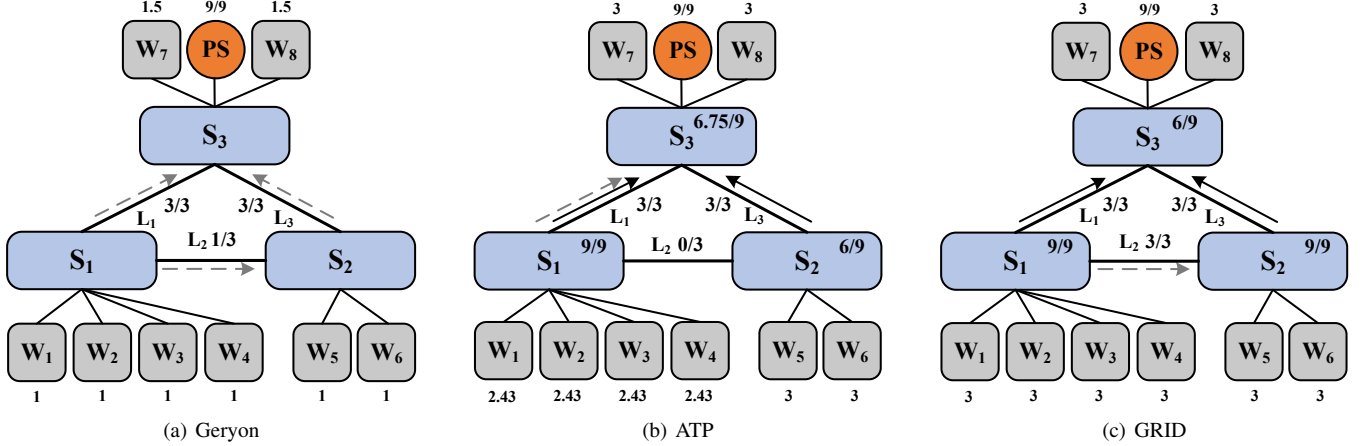 1.5 9/9 1.5
W7 PS W8
S3
3/3 3/3
L1 L3
L2 1/3
S1 S2
W1 W2 W3 W4 W5 W6
1 1 1 1 1 1
(a) Geryon
3 9/9 3
W7 PS W8
6.75/9
S3
3/3 3/3
L1 L3
L2 0/3
9/9 6/9
S1 S2
W1 W2 W3 W4 W5 W6
2.43 2.43 2.43 2.43 3 3
(b) ATP
3 9/9 3
W7 PS W8
6/9
S3
3/3 3/3
L1 L3
L2 3/3
9/9 9/9
S1 S2
W1 W2 W3 W4 W5 W6
3 3 3 3 3 3
(c) GRID